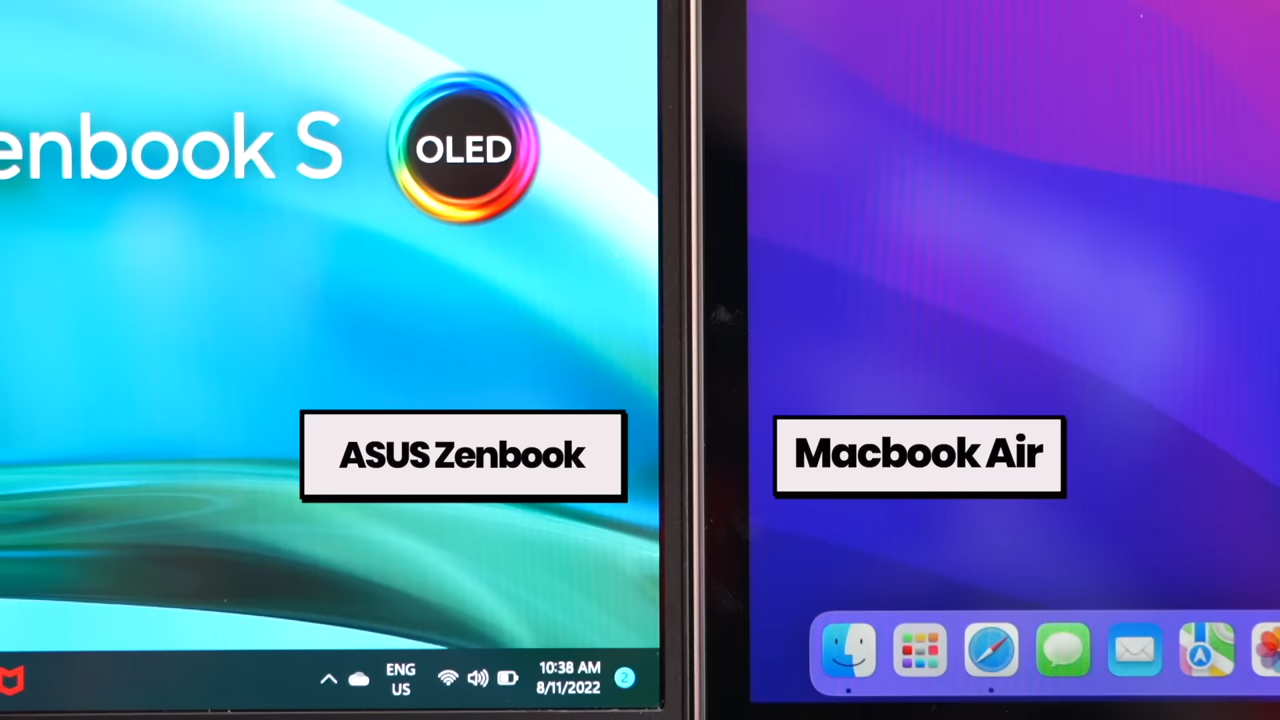 enbook S
OLED
ASUS Zenbook
Macbook Air
ENG
US
10:38 AM
8/11/2022
2